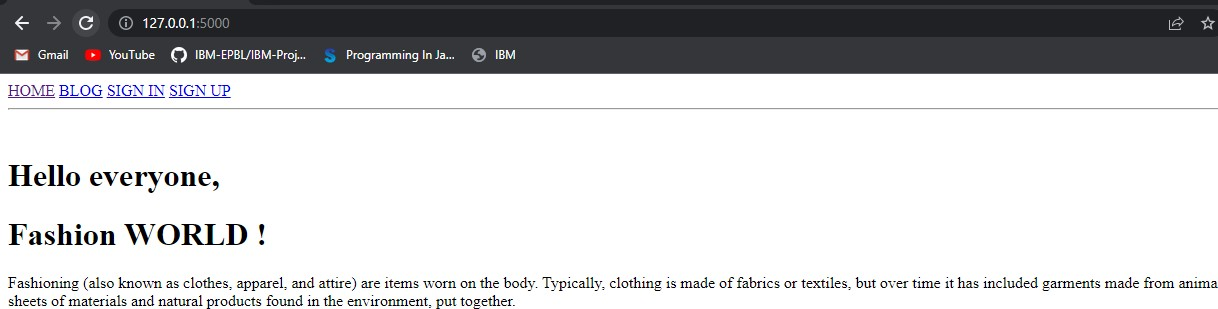 127.0.0.1:5000
Gmail YouTube IBM-EPBL/IBM-Proj... Programming In Ja... IBM
HOME BLOG SIGN IN SIGN UP
Hello everyone,
Fashion WORLD !
Fashioning (also known as clothes, apparel, and attire) are items worn on the body. Typically, clothing is made of fabrics or textiles, but over time it has included garments made from anima
sheets of materials and natural products found in the environment, put together.